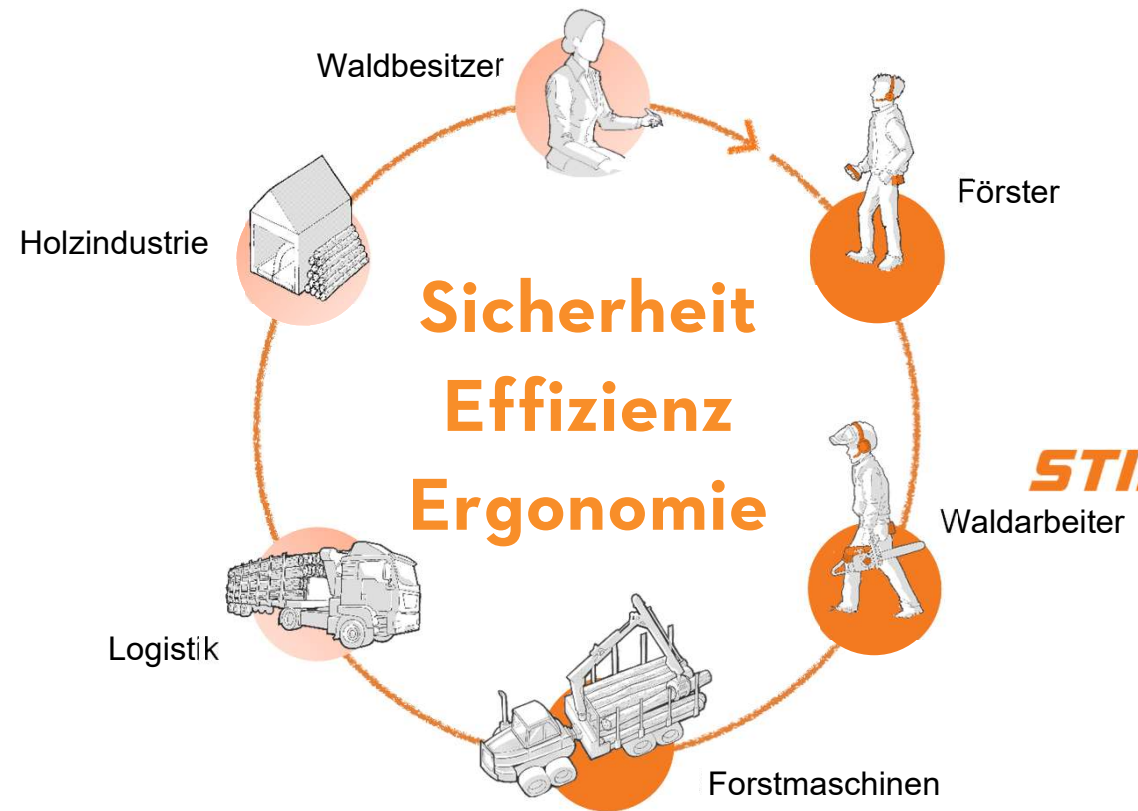 Waldbesitzer
Förster
Holzindustrie
Sicherheit
Effizienz
Ergonomie
Waldarbeiter
Logistik
Forstmaschinen